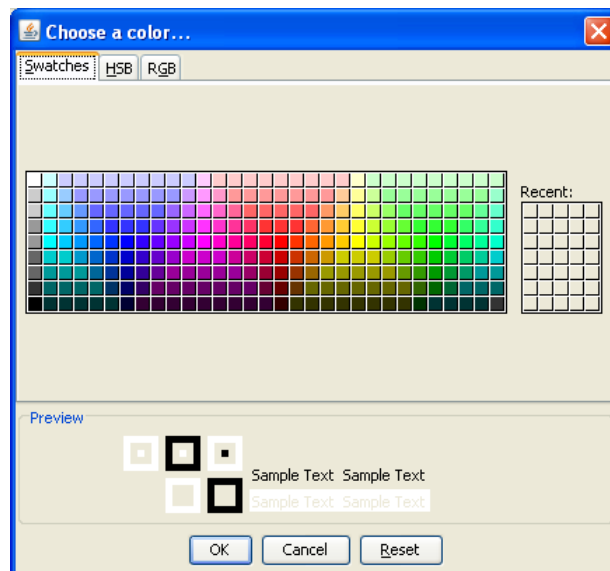 Choose a color...
Swatches HSB RGB
Recent:
Preview
Sample Text Sample Text
Sample Text Sample Text
OK Cancel Reset